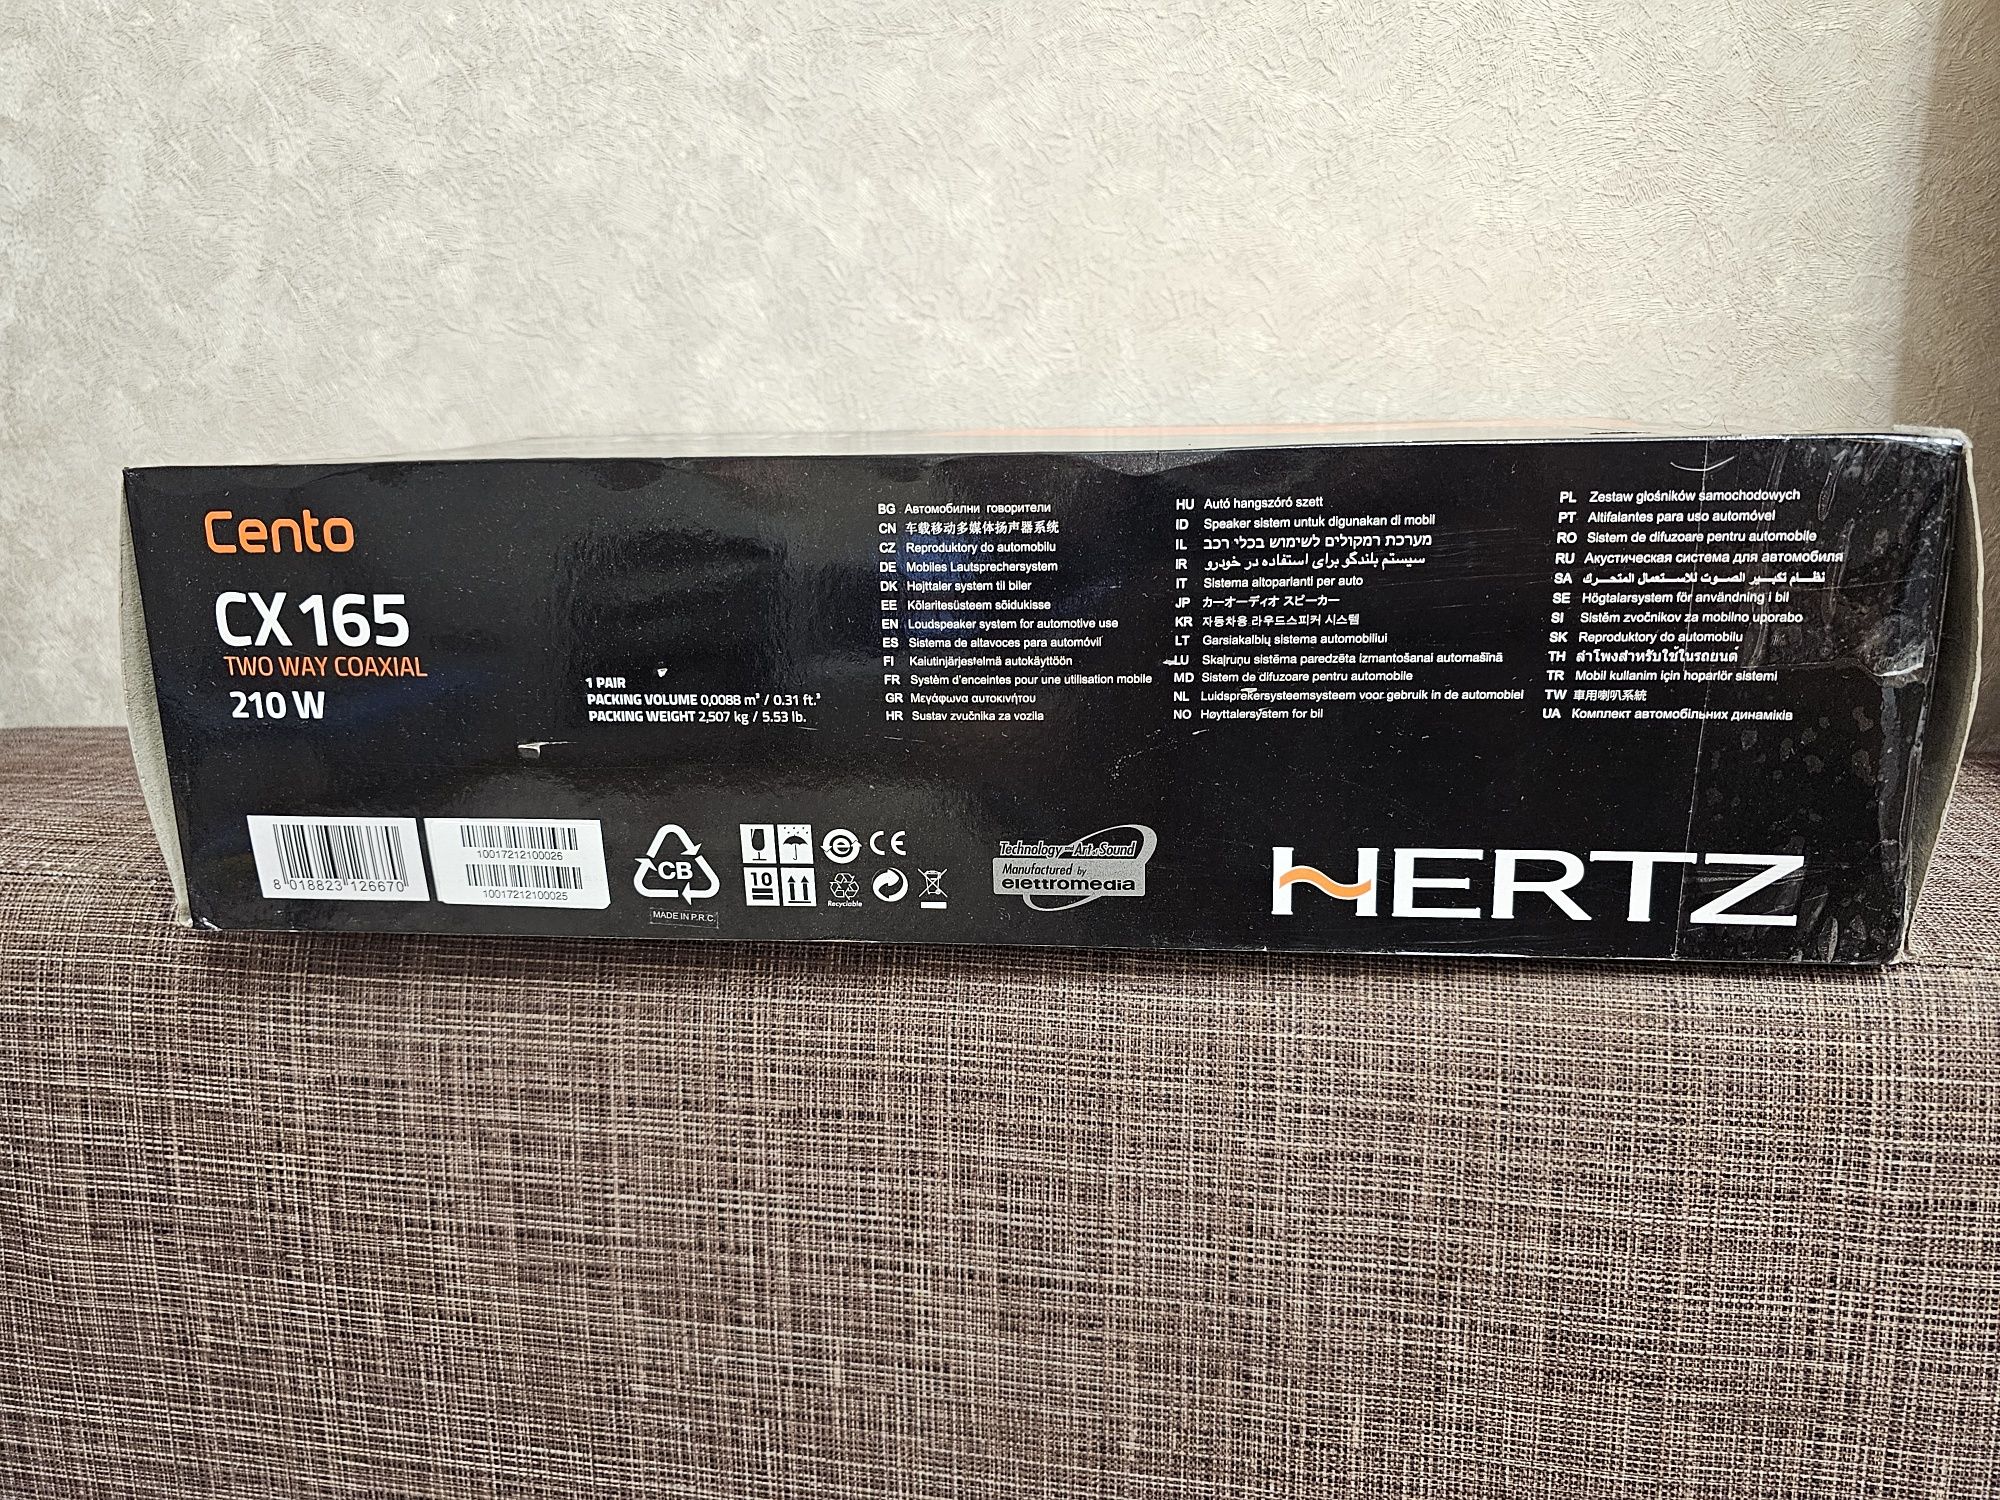 Cento
CX 165
TWO WAY COAXIAL
210 W
1 PAIR
PACKING VOLUME 0,0088 m³ / 0.31 ft.³
PACKING WEIGHT 2,507 kg / 5.53 lb.
BG Автомобилни говорители
CN 车载移动多媒体扬声器系统
CZ Reproduktory do automobilu
DE Mobiles Lautsprechersystem
DK Højttaler system til biler
EE Kõlaritesüsteem sõidukisse
EN Loudspeaker system for automotive use
ES Sistema de altavoces para automóvil
FI Kaiutinjärjestelmä autokäyttöön
FR Systèm d'enceintes pour une utilisation mobile
GR Μεγάφωνα αυτοκινήτου
HR Sustav zvučnika za vozila
HU Autó hangszóró szett
ID Speaker sistem untuk digunakan di mobil
IL מערכת רמקולים לשימוש בכלי רכב
IR سیستم بلندگو برای استفاده در خودرو
IT Sistema altoparlanti per auto
JP カーオーディオ スピーカー
KR 자동차용 라우드스피커 시스템
LT Garsiakalbių sistema automobiliui
LU Skaļruņu sistēma paredzēta izmantošanai automašīnā
MD Sistem de difuzoare pentru automobile
NL Luidsprekersysteemsysteem voor gebruik in de automobiel
NO Høyttalersystem for bil
PL Zestaw głośników samochodowych
PT Altifalantes para uso automóvel
RO Sistem de difuzoare pentru automobile
RU Акустическая система для автомобиля
SA نظام تكبير الصوت للاستعمال المتحرك
SE Högtalarsystem för användning i bil
SI Sistēm zvočnikov za mobilno uporabo
SK Reproduktory do automobilu
TH ลำโพงสำหรับใช้ในรถยนต์
TR Mobil kullanim için hoparlör sistemi
TW 車用喇叭系統
UA Комплект автомобільних динаміків
8 018823 126670
10017212100026
10017212100025
CB
MADE IN P.R.C.
10
e
CE
Recyclable
Technology and Art of Sound
Manufactured by
elettromedia
HERTZ